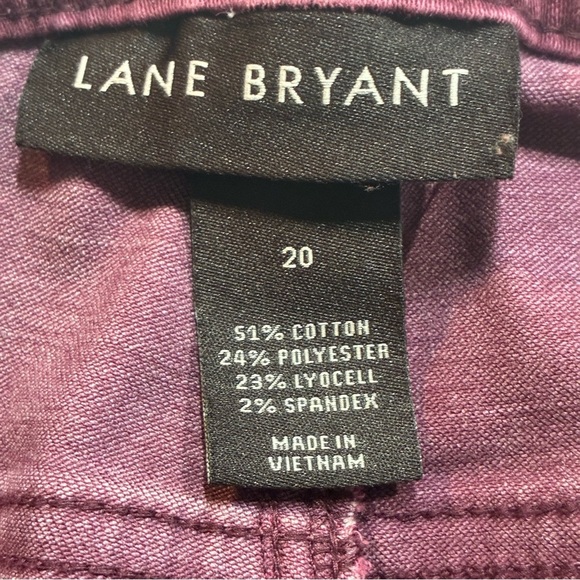 LANE BRYANT
20
51% COTTON
24% POLYESTER
23% LYOCELL
2% SPANDEX
MADE IN
VIETNAM